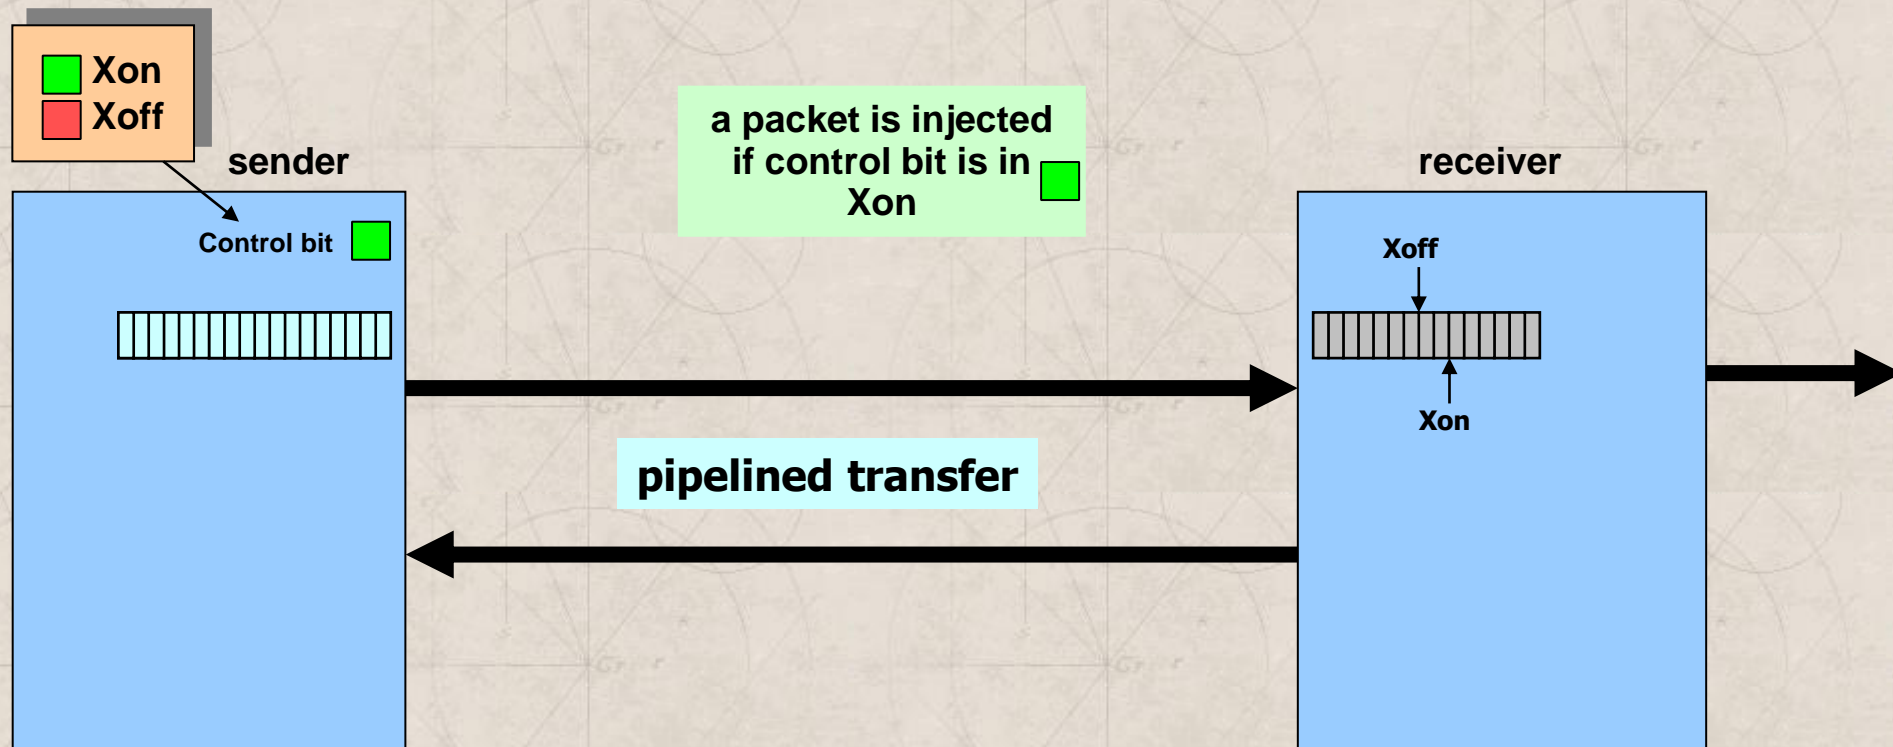 Xon
Xoff
sender
Control bit
a packet is injected
if control bit is in
Xon
receiver
Xoff
Xon
pipelined transfer